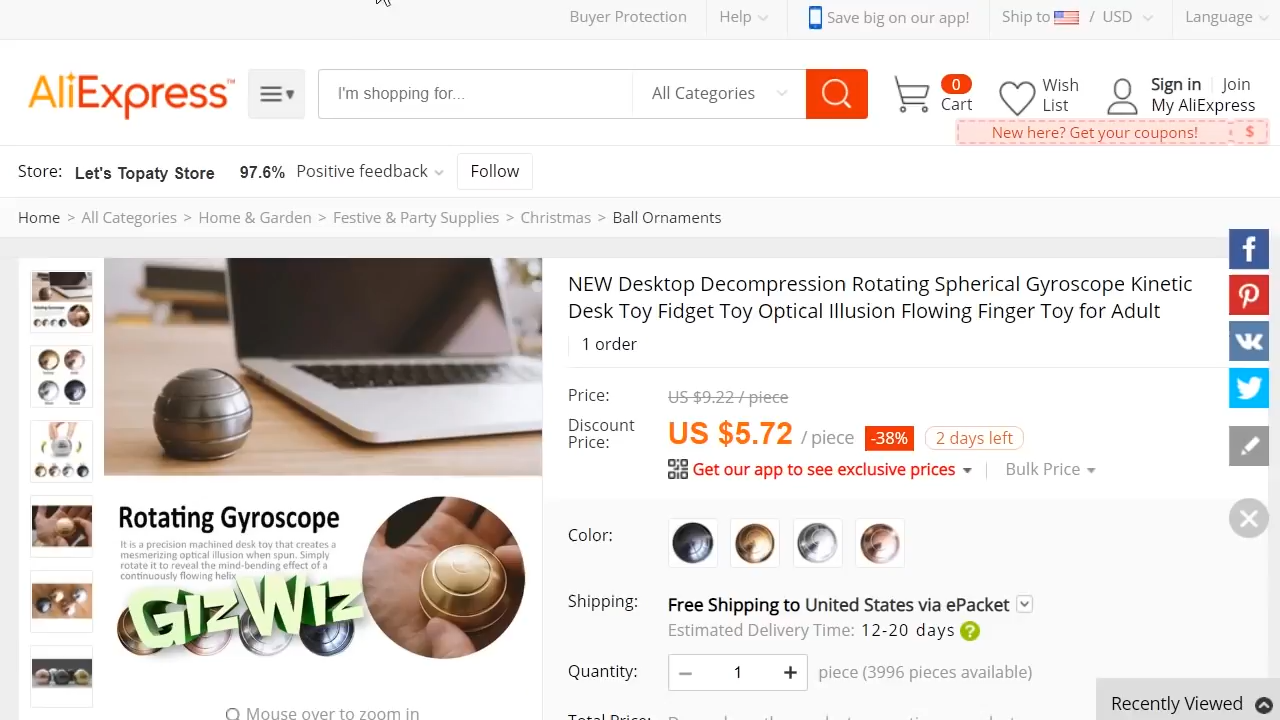 Buyer Protection
Help
Save big on our app!
Ship to / USD
Language
AliExpress™
I'm shopping for...
All Categories
0
Cart
Wish
List
Sign in
Join
My AliExpress
New here? Get your coupons!
$
Store: Let's Topaty Store 97.6% Positive feedback
Follow
Home > All Categories > Home & Garden > Festive & Party Supplies > Christmas > Ball Ornaments
NEW Desktop Decompression Rotating Spherical Gyroscope Kinetic
Desk Toy Fidget Toy Optical Illusion Flowing Finger Toy for Adult
1 order
Price: US $9.22 / piece
Discount
Price:
US $5.72 / piece -38% 2 days left
Get our app to see exclusive prices
Bulk Price
Rotating Gyroscope
It is a precision machined desk toy that creates a
mesmerizing optical illusion when spun. Simply
rotate it to reveal the mind-bending effect of a
continuously flowing helix
GizWiz
Color:
Shipping: Free Shipping to United States via ePacket
Estimated Delivery Time: 12-20 days ?
Quantity: 1 piece (3996 pieces available)
Mouse over to zoom in
Total Price:
Recently Viewed